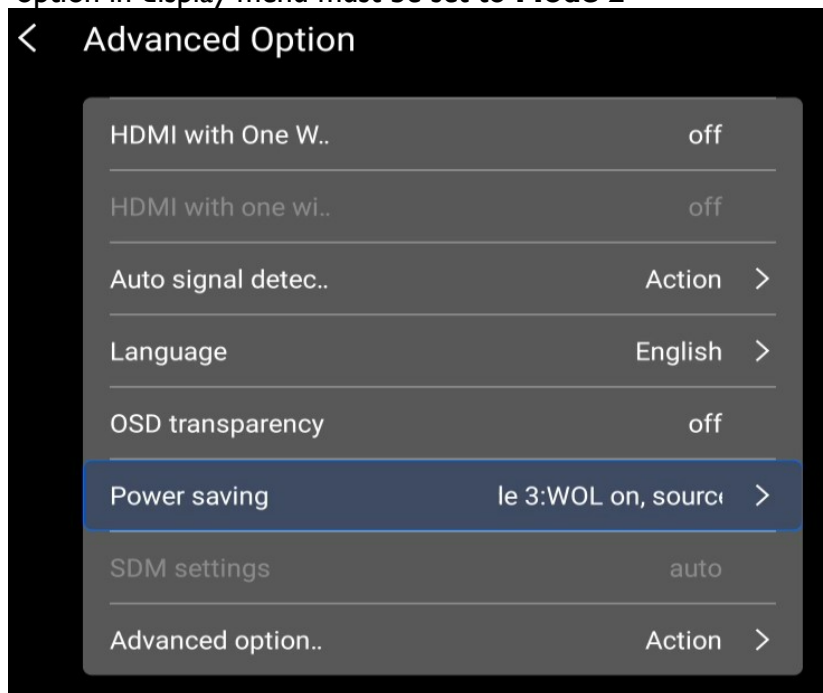 option in display menu must be set to Mode 2
< Advanced Option
HDMI with One W.. off
HDMI with one wi.. off
Auto signal detec.. Action >
Language English >
OSD transparency off
Power saving le 3:WOL on, source >
SDM settings auto
Advanced option.. Action >